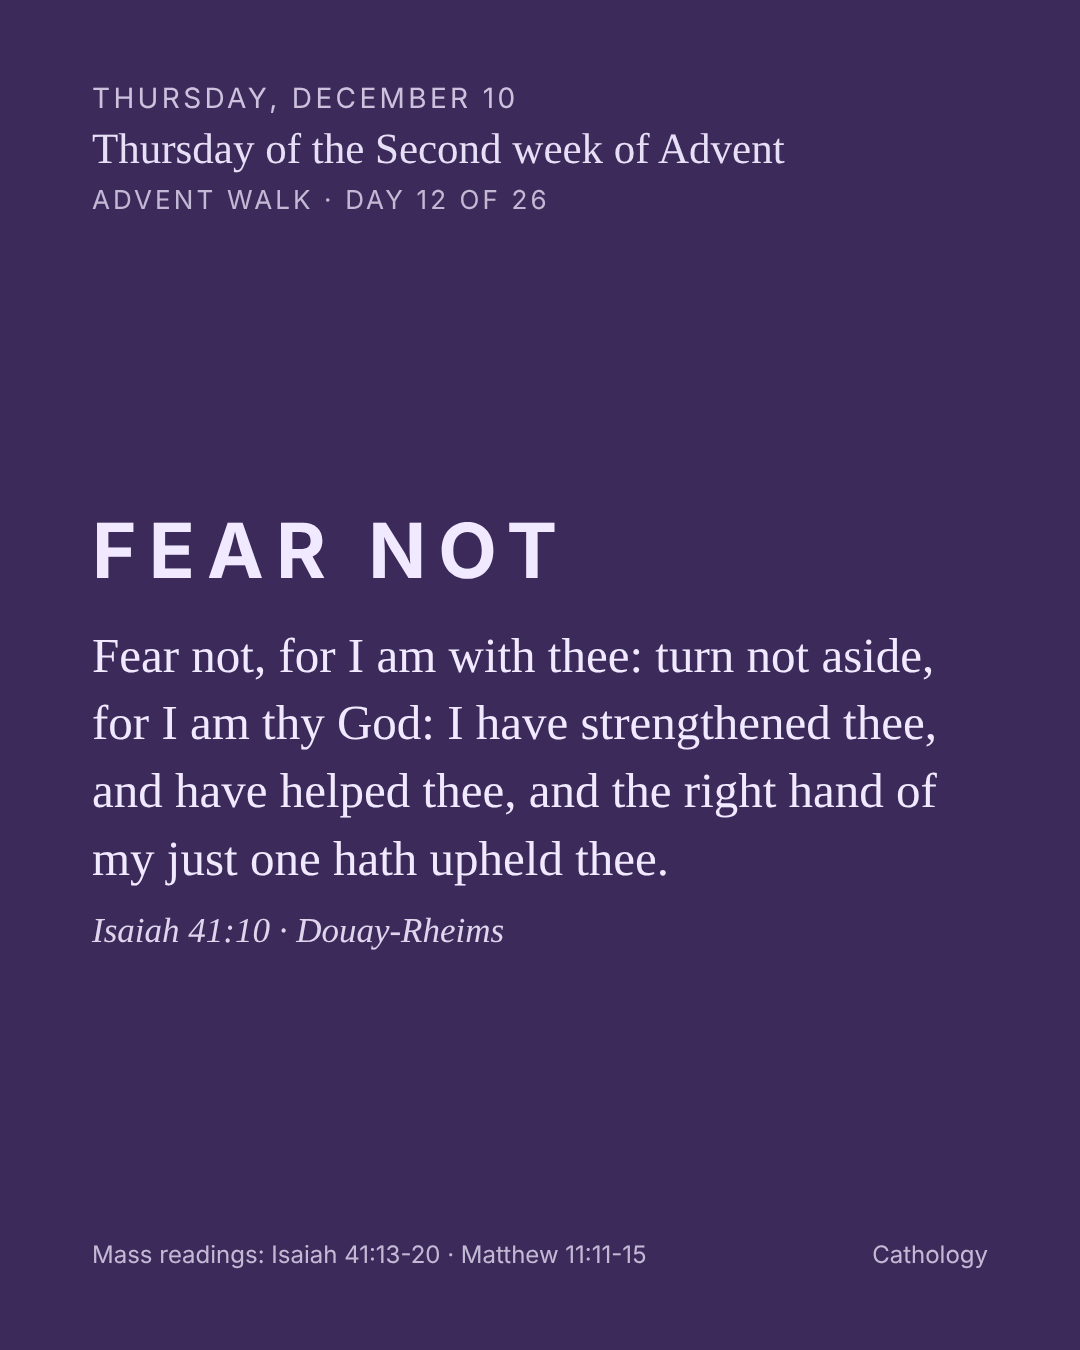 THURSDAY, DECEMBER 10
Thursday of the Second week of Advent
ADVENT WALK · DAY 12 OF 26
FEAR NOT
Fear not, for I am with thee: turn not aside,
for I am thy God: I have strengthened thee,
and have helped thee, and the right hand of
my just one hath upheld thee.
Isaiah 41:10 · Douay-Rheims
Mass readings: Isaiah 41:13-20 · Matthew 11:11-15
Cathology